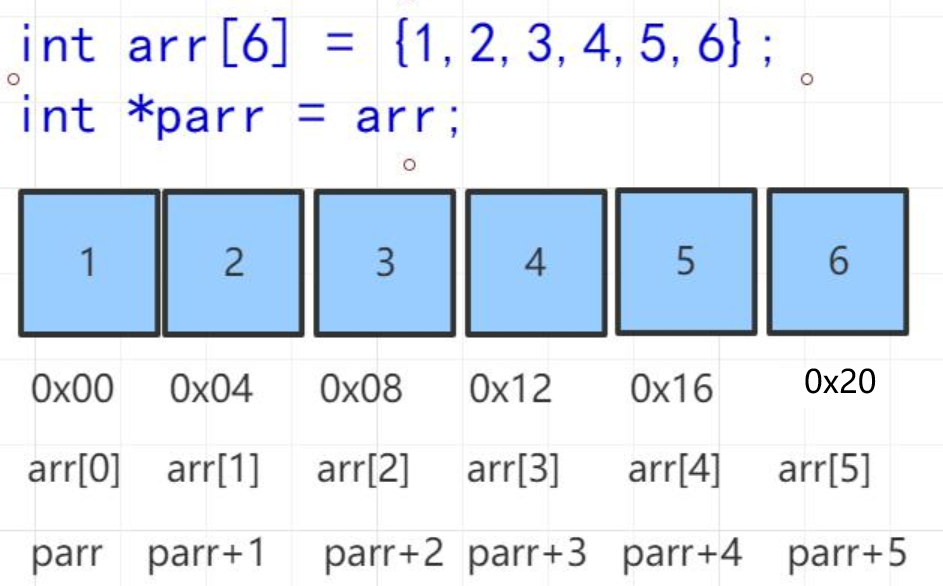 int arr[6] = {1,2,3,4,5,6};
int *parr = arr;
1 2 3 4 5 6
0x00 0x04 0x08 0x12 0x16 0x20
arr[0] arr[1] arr[2] arr[3] arr[4] arr[5]
parr parr+1 parr+2 parr+3 parr+4 parr+5